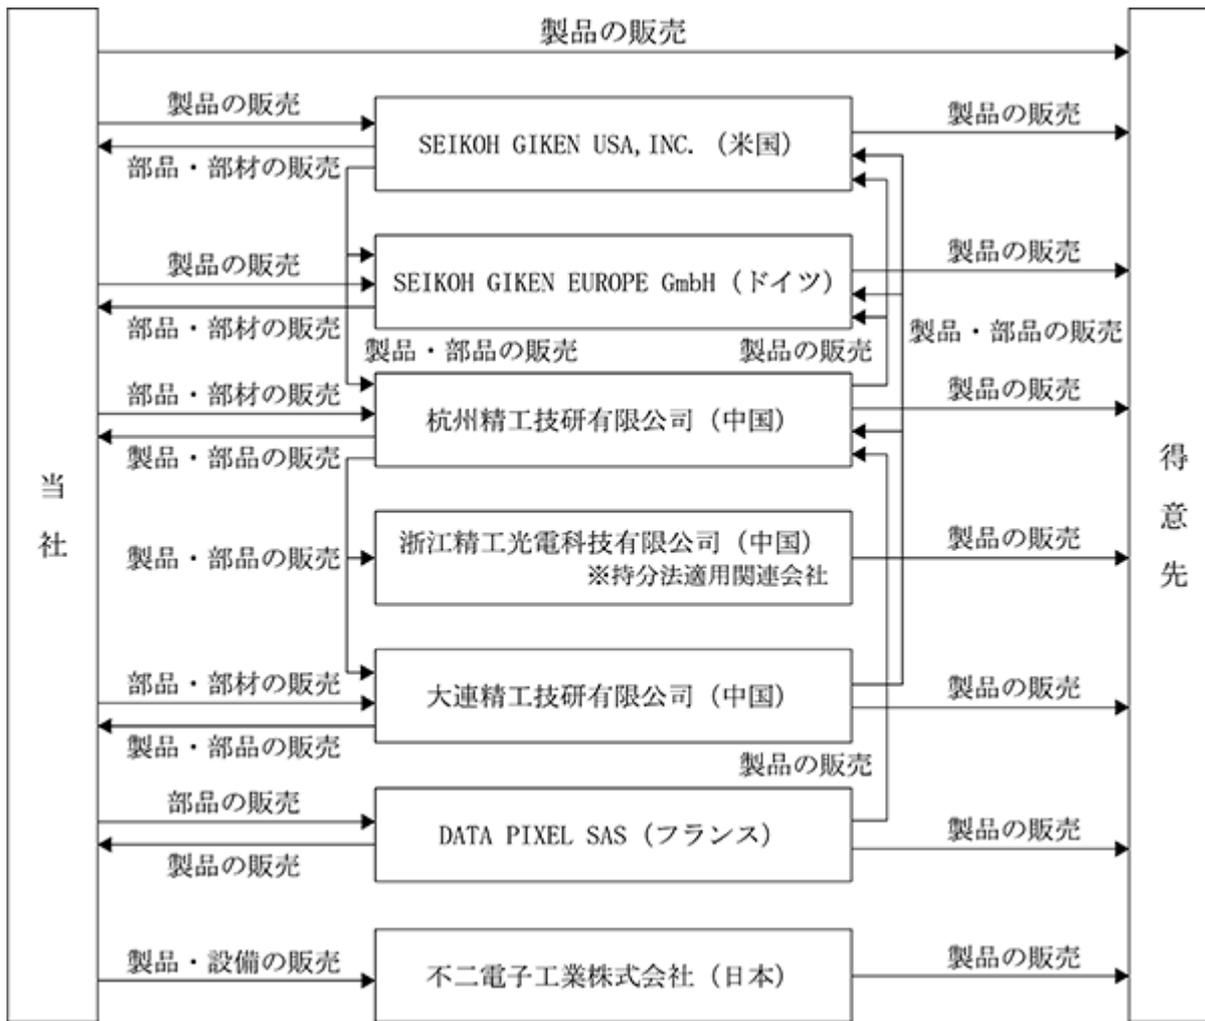 製品の販売
製品の販売
SEIKOH GIKEN USA,INC.（米国）
製品の販売
部品・部材の販売
製品の販売
SEIKOH GIKEN EUROPE GmbH（ドイツ）
製品の販売
部品・部材の販売
製品・部品の販売
製品の販売
製品・部品の販売
部品・部材の販売
杭州精工技研有限公司（中国）
製品の販売
製品・部品の販売
当社
得意先
製品・部品の販売
浙江精工光電科技有限公司（中国）
※持分法適用関連会社
製品の販売
部品・部材の販売
大連精工技研有限公司（中国）
製品の販売
製品・部品の販売
製品の販売
部品の販売
DATA PIXEL SAS（フランス）
製品の販売
製品の販売
製品・設備の販売
不二電子工業株式会社（日本）
製品の販売